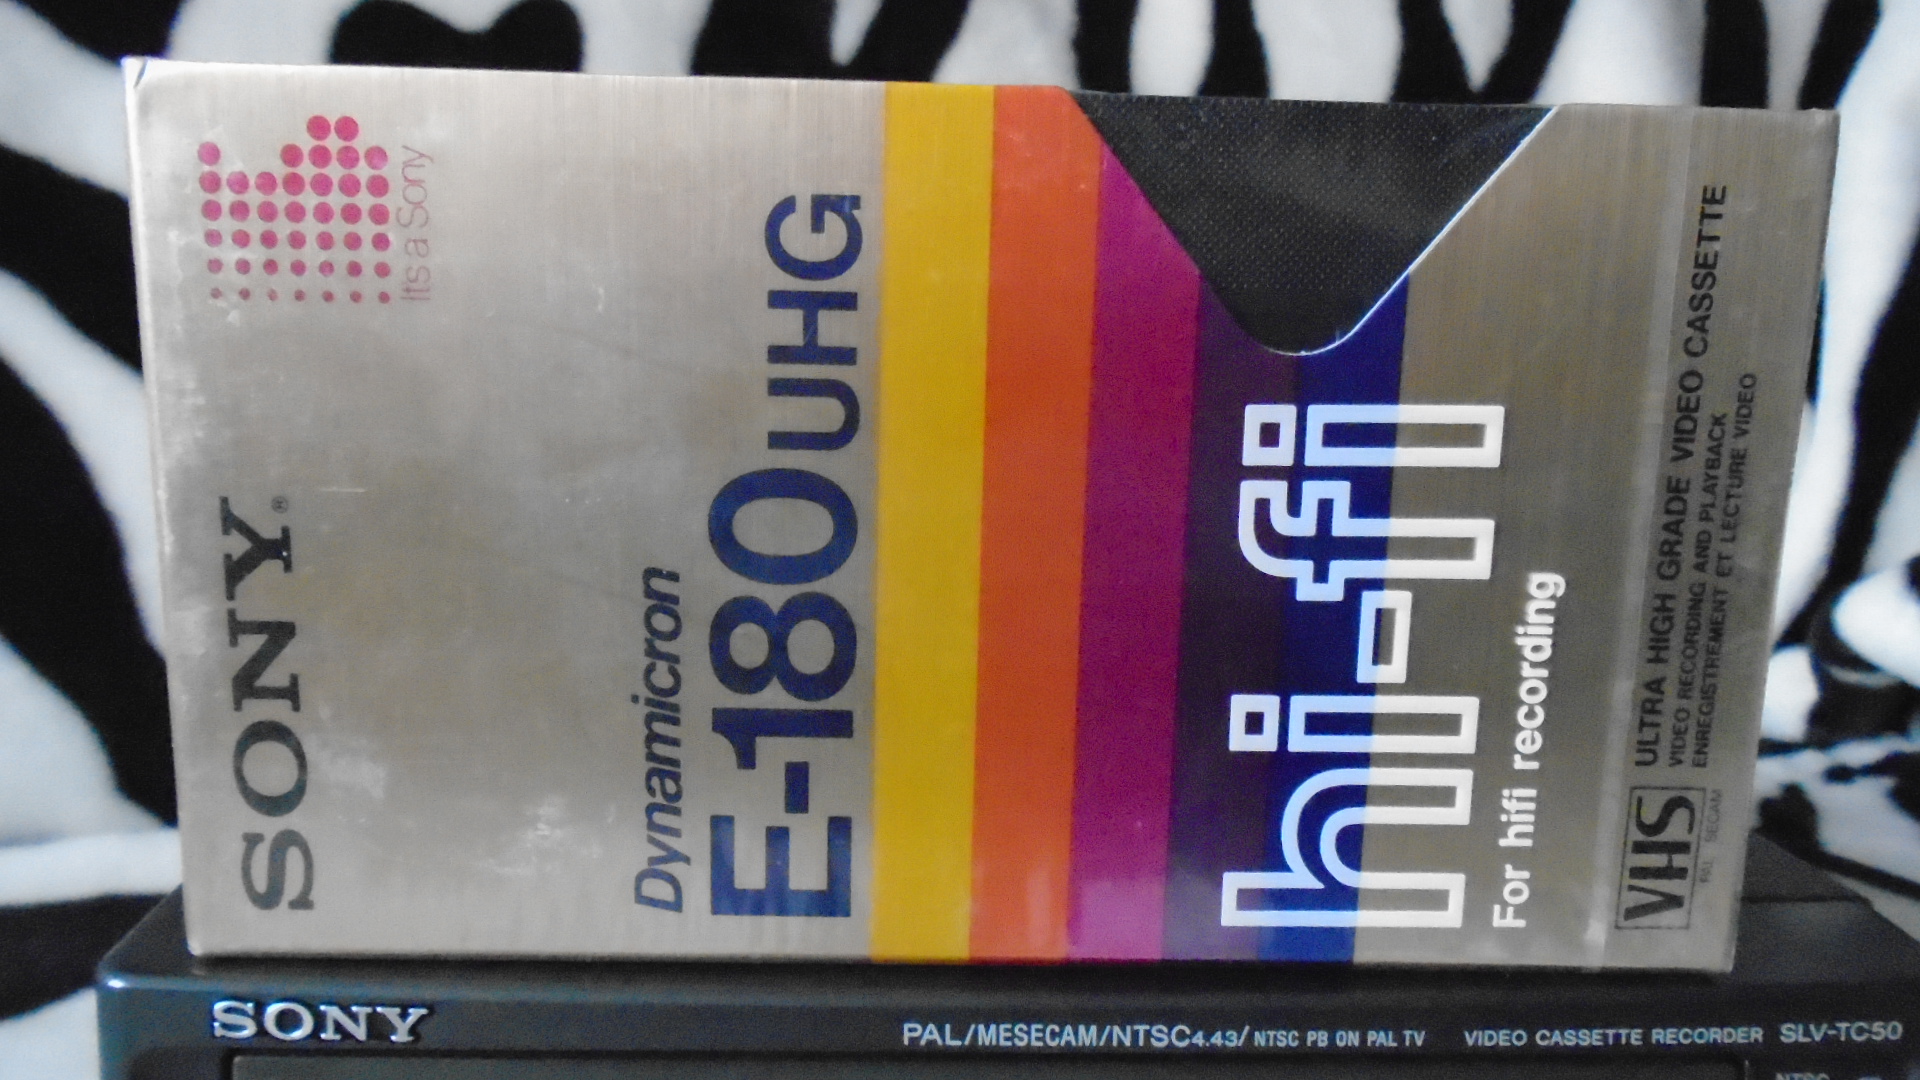 SONY®
It's a Sony
Dynamicron
E-180UHG
hi-fi
For hifi recording
VHS
PAL SECAM
ULTRA HIGH GRADE VIDEO CASSETTE
VIDEO RECORDING AND PLAYBACK
ENREGISTREMENT ET LECTURE VIDEO
SONY
PAL/MESECAM/NTSC4.43/NTSC PB ON PAL TV
VIDEO CASSETTE RECORDER SLV-TC50
NTSC